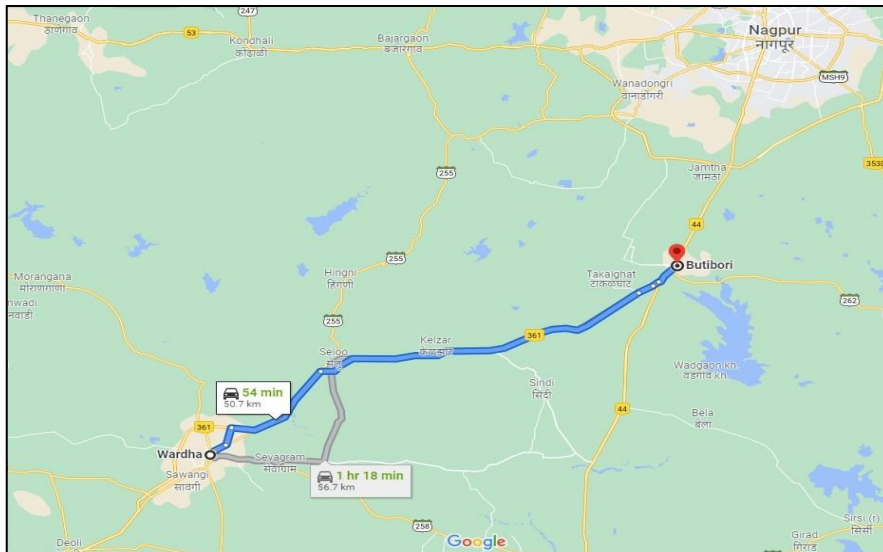 Thanegaon
ठाणेगाव
247
53
Kondhali
कोंढाळी
Bajargaon
बजारगाव
Nagpur
नागपूर
MSH9
Wanadongri
वानाडोंगरी
255
Jamtha
जामठा
3530
44
255
Hingni
हिंगणी
Takalghat
टाकळघाट
Butibori
Morangana
मोरांगणा
nwadi
नवाडी
262
255
Kelzar
केळझर
361
Seloo
सेलू
Wadgaon kh.
वडगाव kh.
Sindi
सिंदी
54 min
50.7 km
44
Bela
बेला
361
Wardha
Sevagram
सेवाग्राम
1 hr 18 min
56.7 km
Sawangi
सावंगी
258
Sirsi (r)
सिर्सी
Deoli
Google
Girad
गिराड